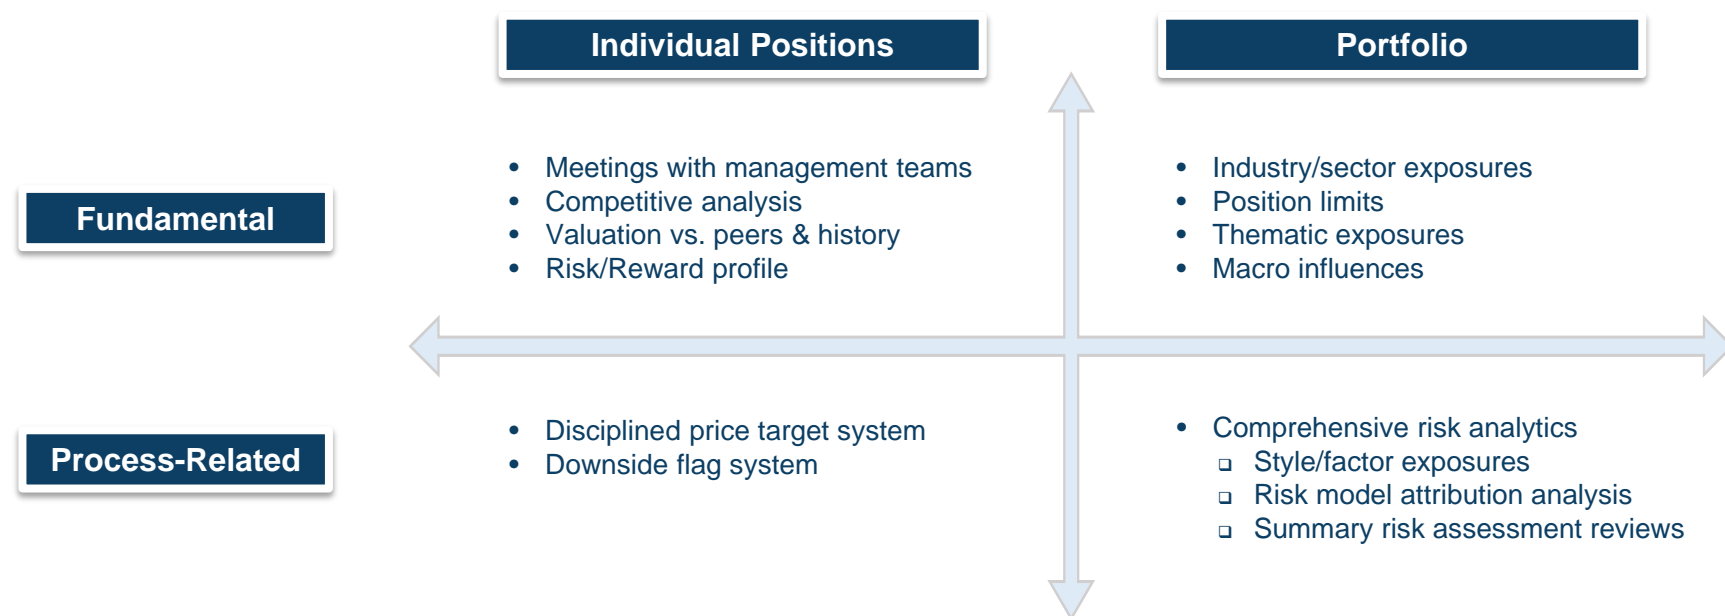 Individual Positions
Portfolio
Fundamental
• Meetings with management teams
• Competitive analysis
• Valuation vs. peers & history
• Risk/Reward profile
• Industry/sector exposures
• Position limits
• Thematic exposures
• Macro influences
Process-Related
• Disciplined price target system
• Downside flag system
• Comprehensive risk analytics
❑ Style/factor exposures
❑ Risk model attribution analysis
❑ Summary risk assessment reviews